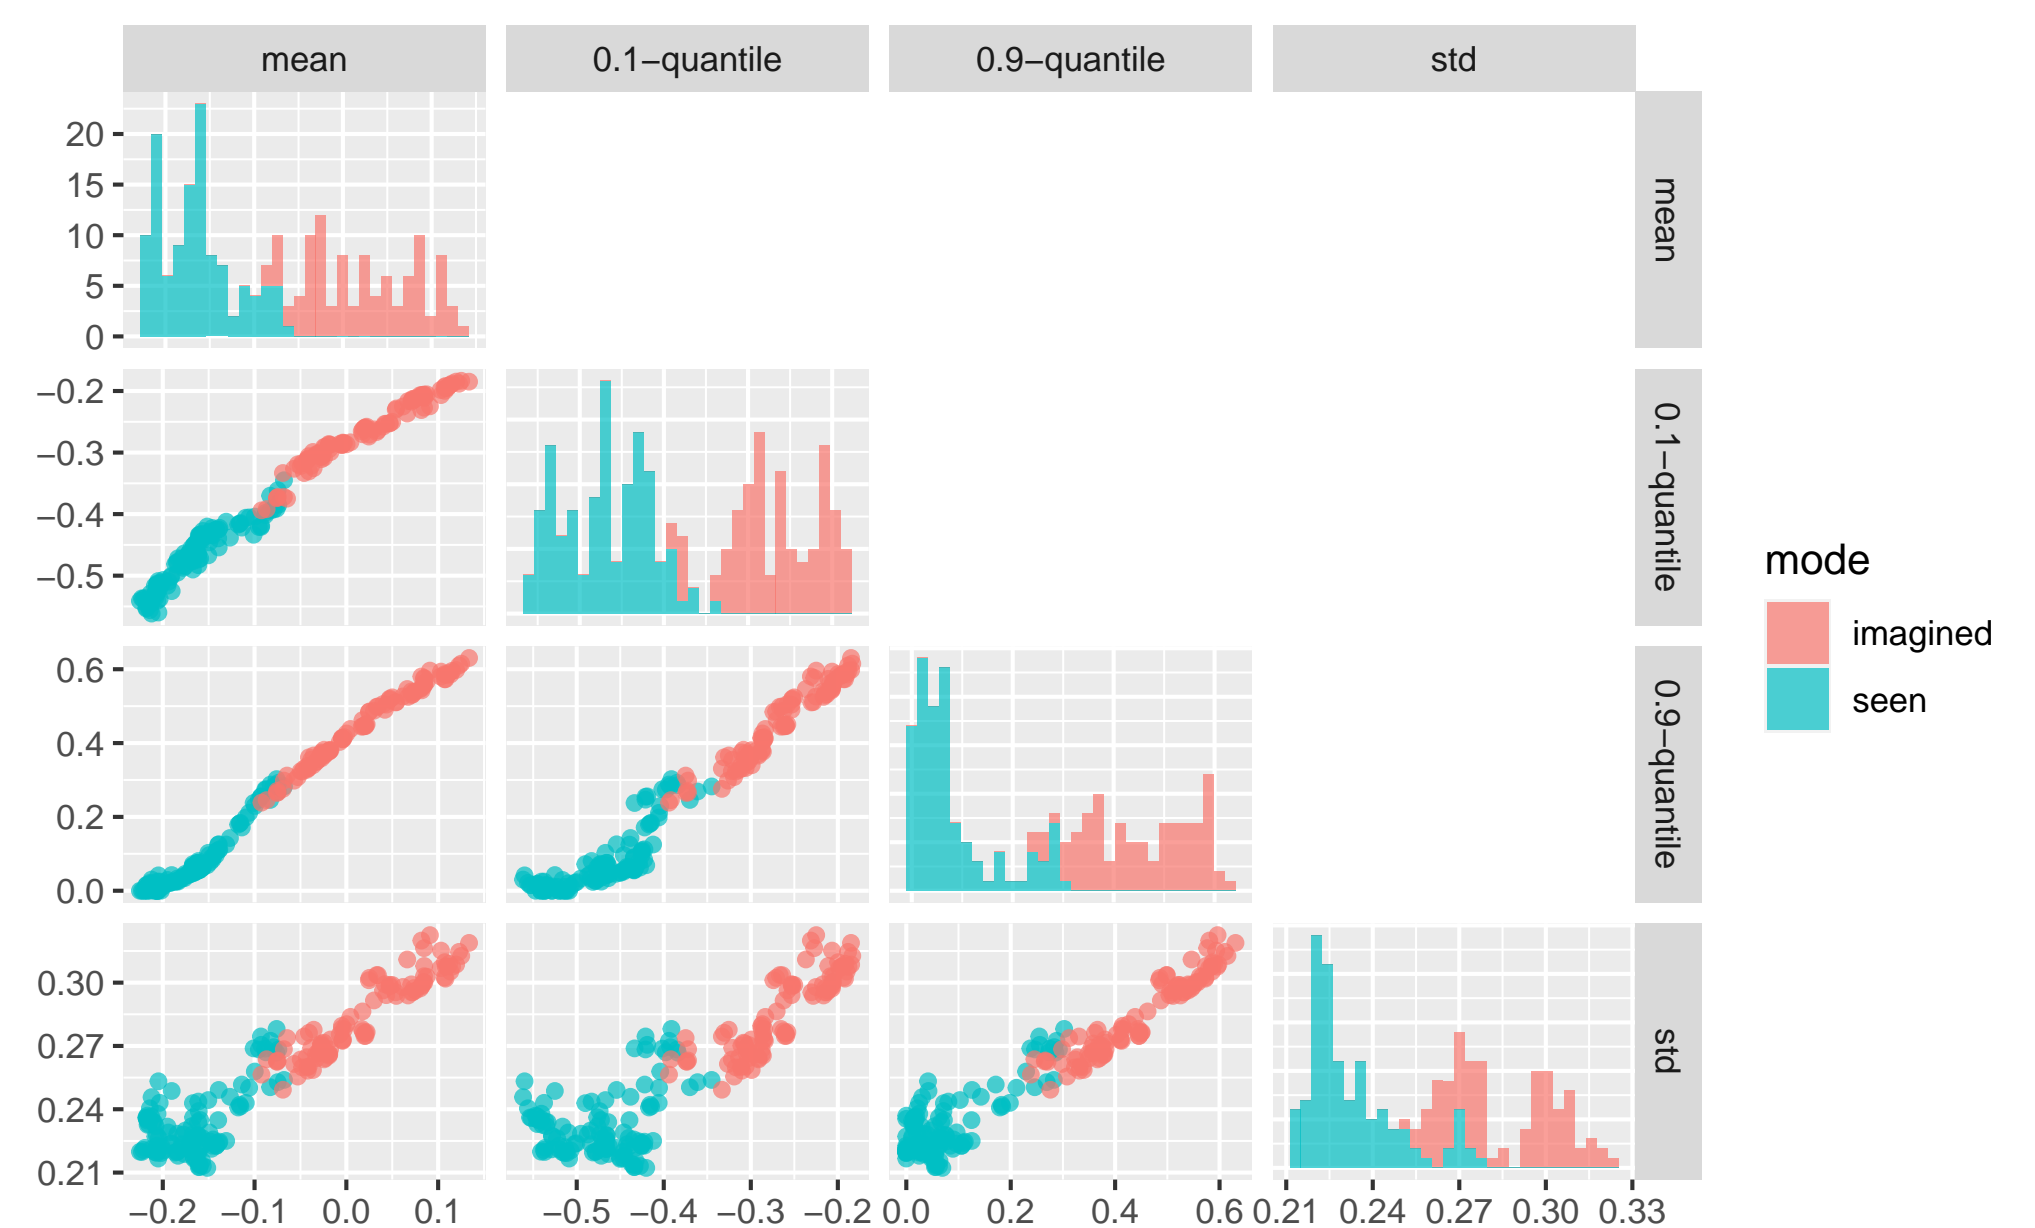 mean 0.1−quantile 0.9−quantile std
20
15
10
5
0
mean
−0.2
−0.3
−0.4
−0.5
0.1−quantile
0.6
0.4
0.2
0.0
0.9−quantile
0.30
0.27
0.24
0.21
std
−0.2 −0.1 0.0 0.1 −0.5 −0.4 −0.3 −0.2 0.0 0.2 0.4 0.6 0.21 0.24 0.27 0.30 0.33
mode
imagined
seen